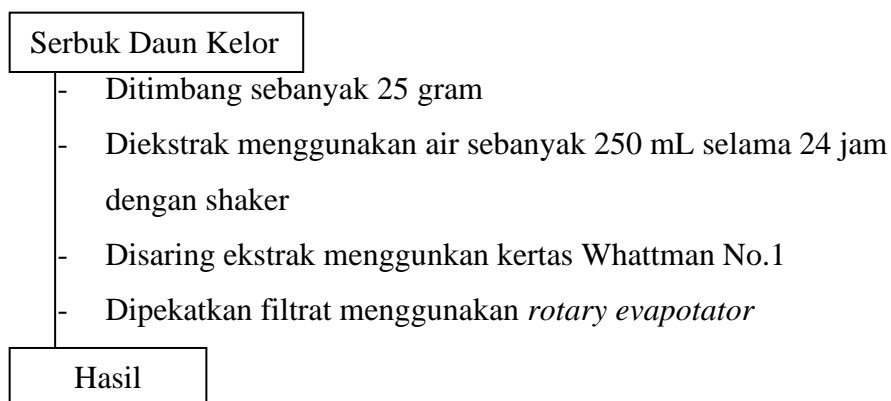 Serbuk Daun Kelor
- Ditimbang sebanyak 25 gram
- Diekstrak menggunakan air sebanyak 250 mL selama 24 jam
dengan shaker
- Disaring ekstrak menggunkan kertas Whattman No.1
- Dipekatkan filtrat menggunakan rotary evapotator
Hasil